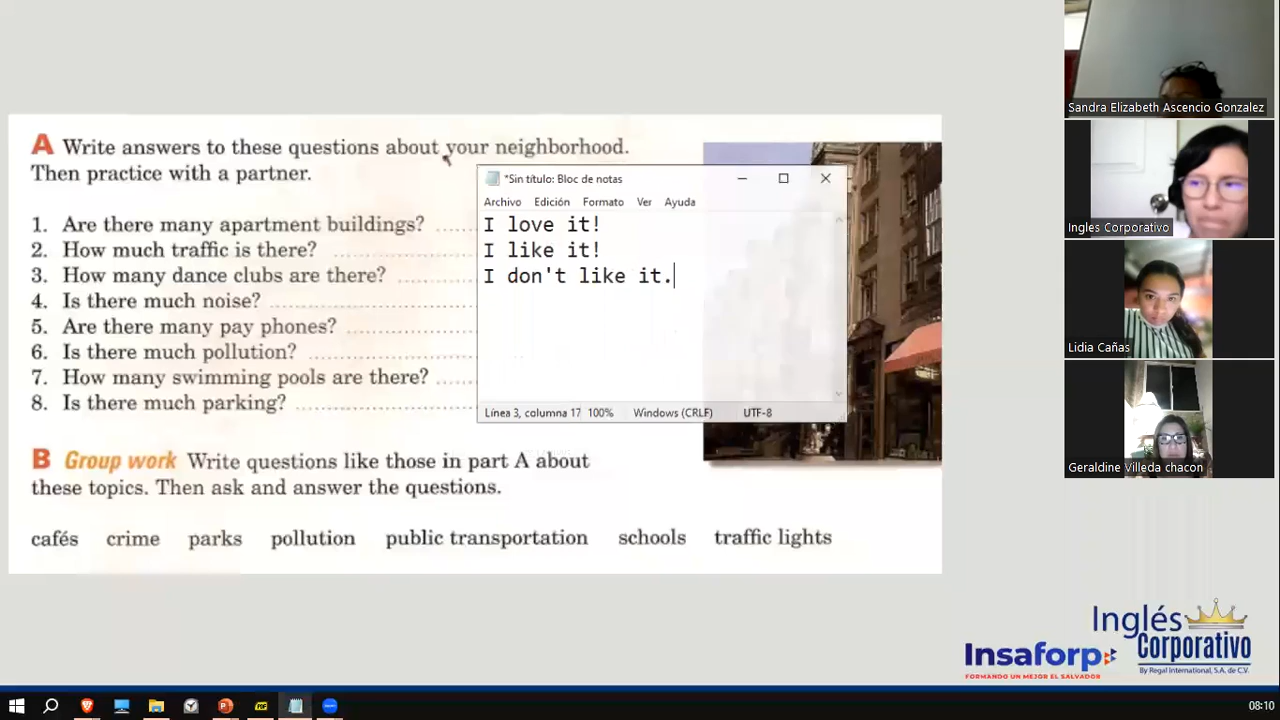 A Write answers to these questions about your neighborhood.
Then practice with a partner.
1. Are there many apartment buildings? ......
2. How much traffic is there? ......
3. How many dance clubs are there? ......
4. Is there much noise? ......
5. Are there many pay phones? ......
6. Is there much pollution? ......
7. How many swimming pools are there? ......
8. Is there much parking? ......
*Sin título: Bloc de notas
Archivo Edición Formato Ver Ayuda
I love it!
I like it!
I don't like it.
Línea 3, columna 17 100% Windows (CRLF) UTF-8
B Group work Write questions like those in part A about
these topics. Then ask and answer the questions.
cafés crime parks pollution public transportation schools traffic lights
Sandra Elizabeth Ascencio Gonzalez
Ingles Corporativo
Lidia Cañas
Geraldine Villeda chacon
Insaforp
FORMANDO UN MEJOR EL SALVADOR
Inglés
Corporativo
By Regal International, S.A. de C.V.
08:10